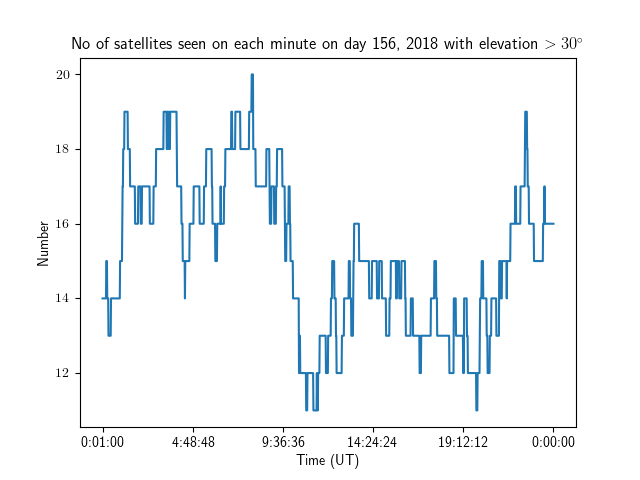 No of satellites seen on each minute on day 156, 2018 with elevation > 30°
20
18
16
14
12
Number
0:01:00 4:48:48 9:36:36 14:24:24 19:12:12 0:00:00
Time (UT)